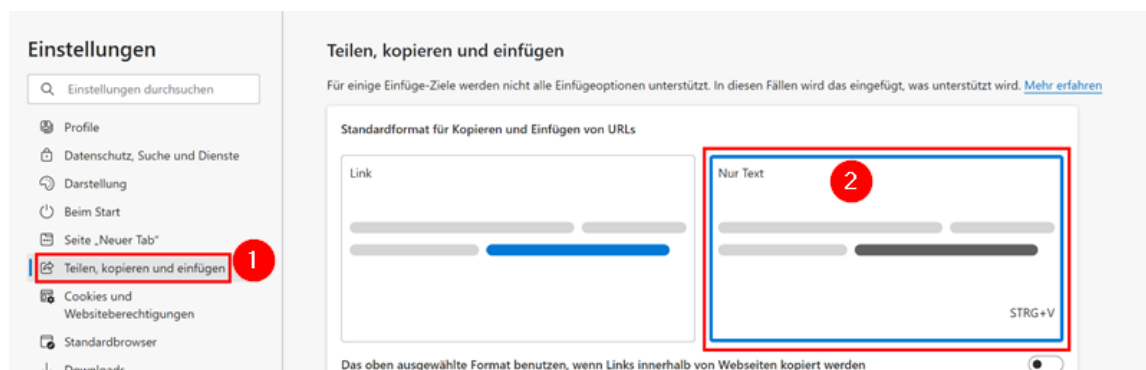 Einstellungen
Einstellungen durchsuchen
Profile
Datenschutz, Suche und Dienste
Darstellung
Beim Start
Seite „Neuer Tab"
Teilen, kopieren und einfügen
1
Cookies und
Websiteberechtigungen
Standardbrowser
Downloads
Teilen, kopieren und einfügen
Für einige Einfüge-Ziele werden nicht alle Einfügeoptionen unterstützt. In diesen Fällen wird das eingefügt, was unterstützt wird. Mehr erfahren
Standardformat für Kopieren und Einfügen von URLs
Link
Nur Text
2
STRG+V
Das oben ausgewählte Format benutzen, wenn Links innerhalb von Webseiten kopiert werden